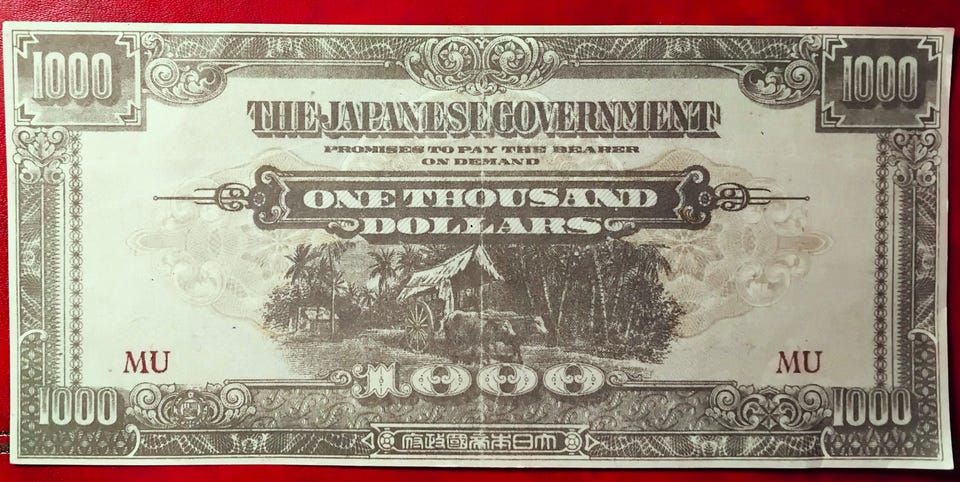 1000 1000
THE JAPANESE GOVERNMENT
PROMISES TO PAY THE BEARER
ON DEMAND
ONE THOUSAND
DOLLARS
MU MU
1000 1000 1000
大日本帝國政府